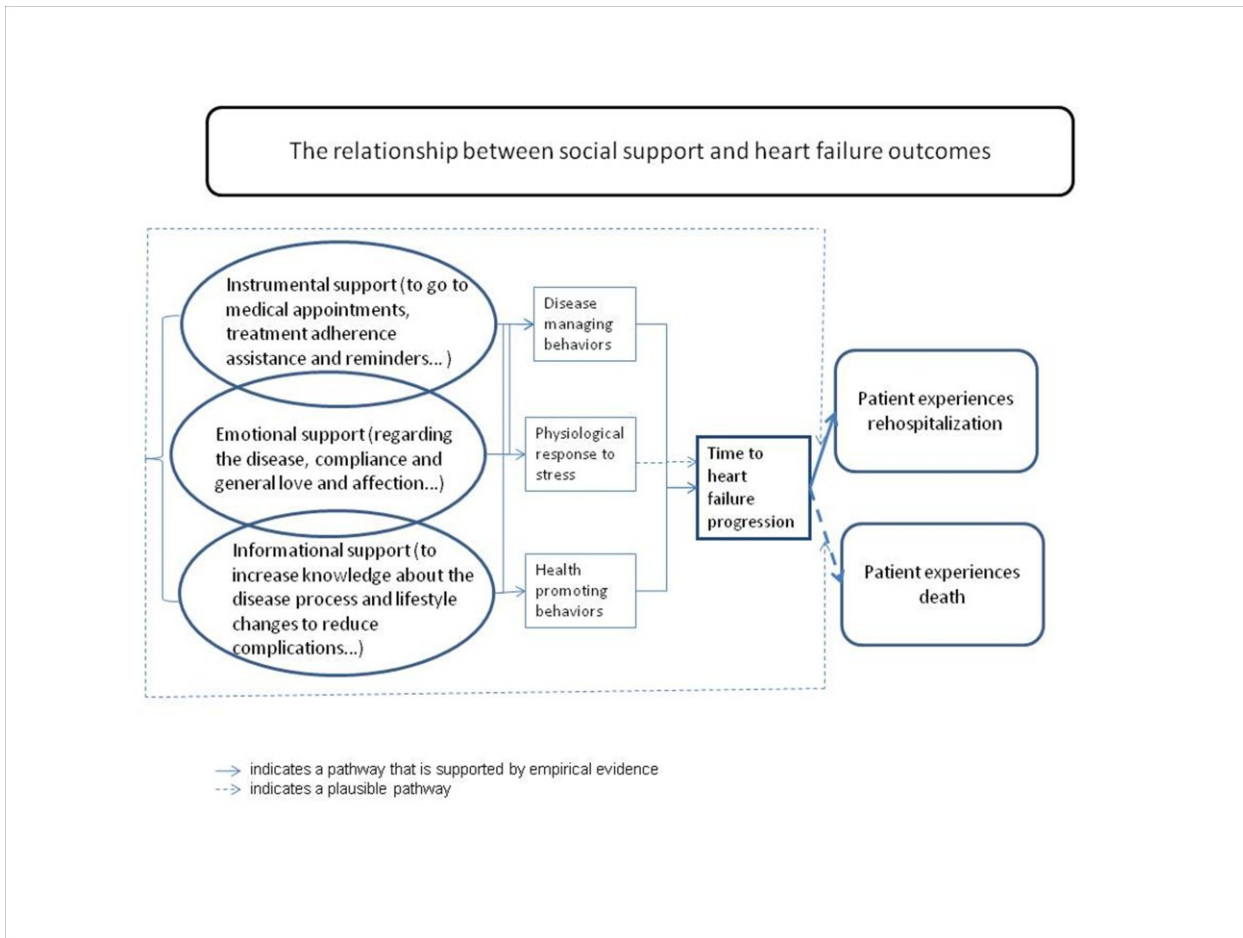 The relationship between social support and heart failure outcomes
Instrumental support (to go to
medical appointments,
treatment adherence
assistance and reminders...)
Emotional support (regarding
the disease, compliance and
general love and affection...)
Informational support (to
increase knowledge about the
disease process and lifestyle
changes to reduce
complications...)
Disease
managing
behaviors
Physiological
response to
stress
Health
promoting
behaviors
Time to
heart
failure
progression
Patient experiences
rehospitalization
Patient experiences
death
indicates a pathway that is supported by empirical evidence
indicates a plausible pathway